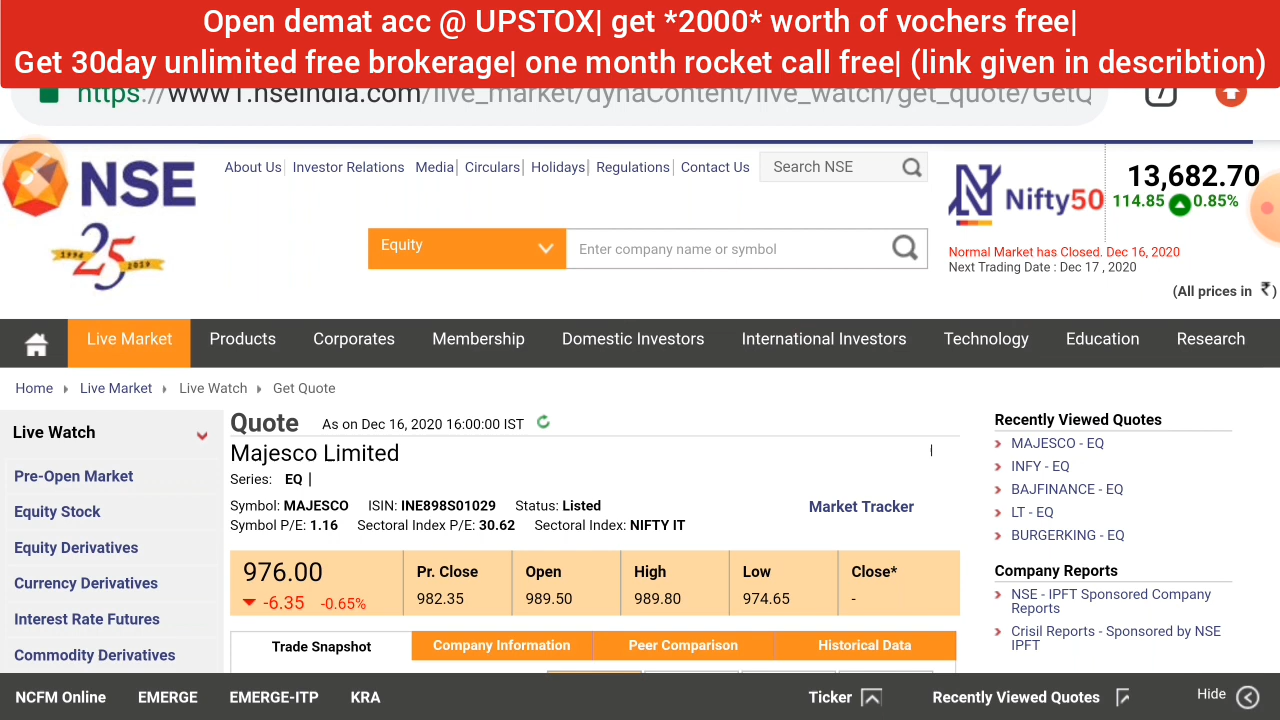 Open demat acc @ UPSTOX| get *2000* worth of vochers free|
Get 30day unlimited free brokerage| one month rocket call free| (link given in describtion)
https://www1.nseindia.com/live_market/dynaContent/live_watch/get_quote/GetQ
7
NSE
About Us Investor Relations Media Circulars Holidays Regulations Contact Us Search NSE
Nifty50
13,682.70
114.85 0.85%
1994 25 2019
Equity Enter company name or symbol
Normal Market has Closed. Dec 16, 2020
Next Trading Date : Dec 17 , 2020
(All prices in ₹)
Live Market Products Corporates Membership Domestic Investors International Investors Technology Education Research
Home Live Market Live Watch Get Quote
Live Watch
Pre-Open Market
Equity Stock
Equity Derivatives
Currency Derivatives
Interest Rate Futures
Commodity Derivatives
Quote As on Dec 16, 2020 16:00:00 IST
Majesco Limited
Series: EQ |
Symbol: MAJESCO ISIN: INE898S01029 Status: Listed
Market Tracker
Symbol P/E: 1.16 Sectoral Index P/E: 30.62 Sectoral Index: NIFTY IT
976.00 Pr. Close Open High Low Close*
-6.35 -0.65% 982.35 989.50 989.80 974.65 -
Trade Snapshot Company Information Peer Comparison Historical Data
Recently Viewed Quotes
MAJESCO - EQ
INFY - EQ
BAJFINANCE - EQ
LT - EQ
BURGERKING - EQ
Company Reports
NSE - IPFT Sponsored Company
Reports
Crisil Reports - Sponsored by NSE
IPFT
NCFM Online EMERGE EMERGE-ITP KRA Ticker Recently Viewed Quotes Hide